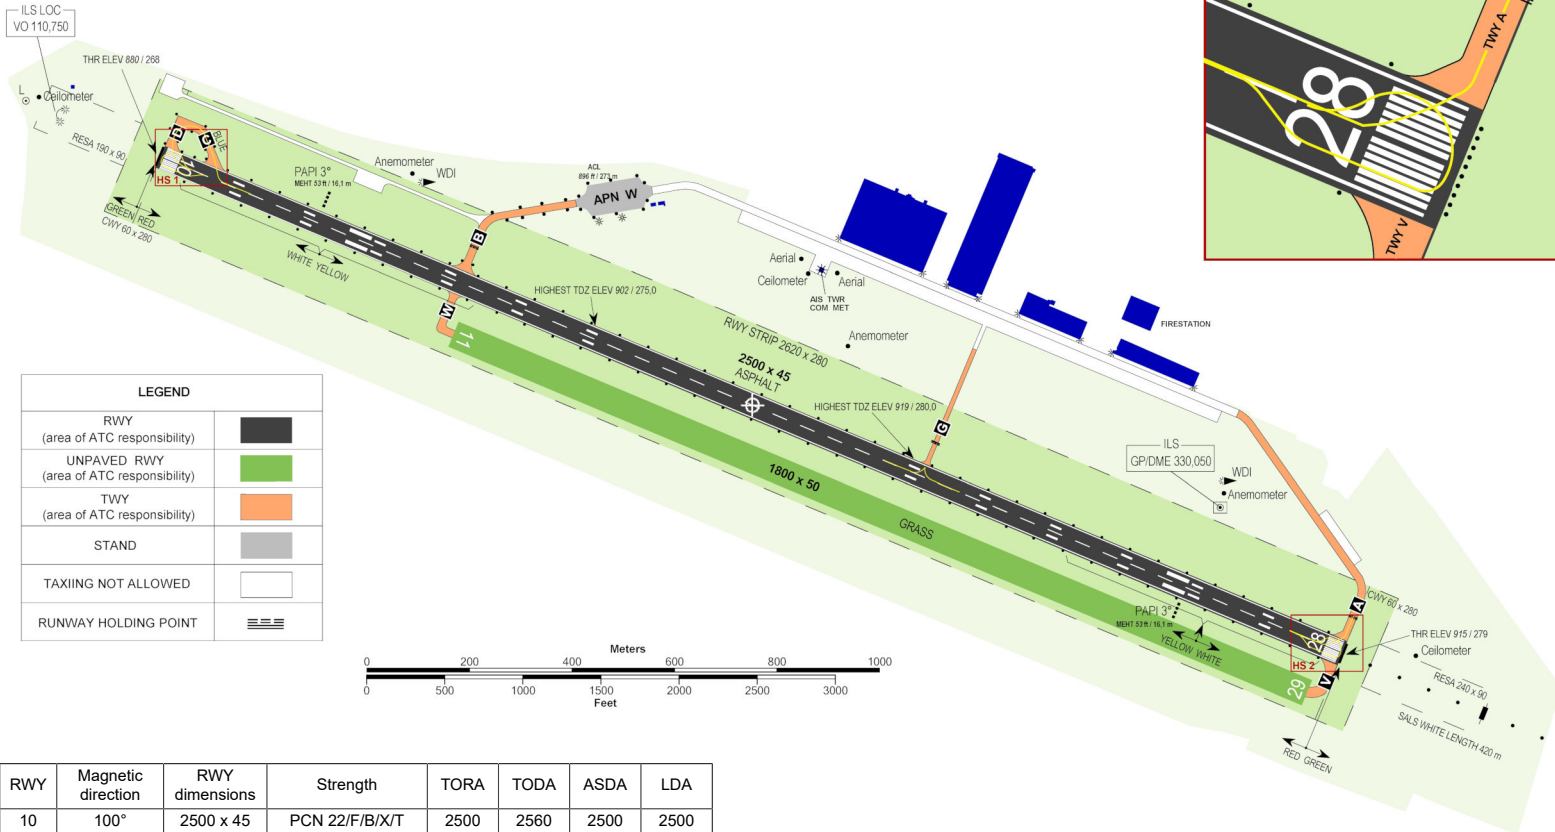 ILS LOC
VO 110,750
THR ELEV 880 / 268
L
Ceilometer
RESA 190 x 90
D
C
BLUE
10
HS 1
GREEN RED
CWY 60 x 280
PAPI 3°
MEHT 53 ft / 16,1 m
WHITE YELLOW
Anemometer
WDI
ACL
896 ft / 273 m
APN W
B
W
11
HIGHEST TDZ ELEV 902 / 275,0
RWY STRIP 2620 x 280
2500 x 45
ASPHALT
Aerial
Ceilometer
Aerial
AIS TWR
COM MET
Anemometer
FIRESTATION
HIGHEST TDZ ELEV 919 / 280,0
G
1800 x 50
GRASS
ILS
GP/DME 330,050
WDI
Anemometer
PAPI 3°
MEHT 53 ft / 16,1 m
YELLOW WHITE
A
CWY 60 x 280
28
HS 2
THR ELEV 915 / 279
Ceilometer
29
V
RESA 240 x 90
SALS WHITE LENGTH 420 m
RED GREEN
28
TWY A
TWY V
LEGEND
RWY
(area of ATC responsibility)
UNPAVED RWY
(area of ATC responsibility)
TWY
(area of ATC responsibility)
STAND
TAXIING NOT ALLOWED
RUNWAY HOLDING POINT
Meters
0 200 400 600 800 1000
0 500 1000 1500 2000 2500 3000
Feet
RWY Magnetic direction RWY dimensions Strength TORA TODA ASDA LDA
10 100° 2500 x 45 PCN 22/F/B/X/T 2500 2560 2500 2500